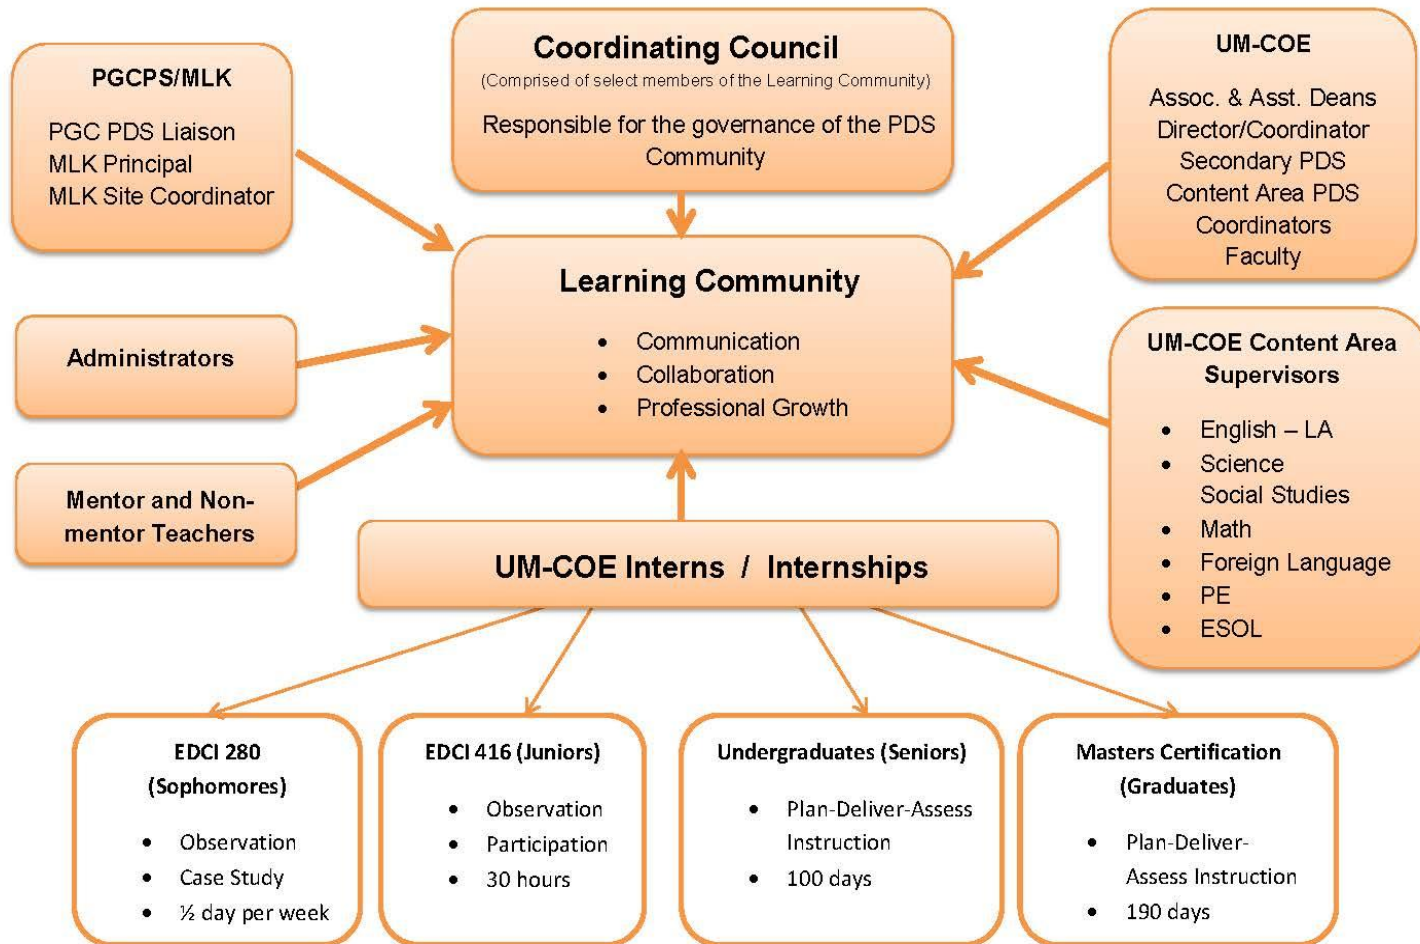 PGCPS/MLK
PGC PDS Liaison
MLK Principal
MLK Site Coordinator
Coordinating Council
(Comprised of select members of the Learning Community)
Responsible for the governance of the PDS
Community
UM-COE
Assoc. & Asst. Deans
Director/Coordinator
Secondary PDS
Content Area PDS
Coordinators
Faculty
Learning Community
• Communication
• Collaboration
• Professional Growth
Administrators
Mentor and Non-
mentor Teachers
UM-COE Content Area
Supervisors
• English – LA
• Science
Social Studies
• Math
• Foreign Language
• PE
• ESOL
UM-COE Interns / Internships
EDCI 280
(Sophomores)
• Observation
• Case Study
• ½ day per week
EDCI 416 (Juniors)
• Observation
• Participation
• 30 hours
Undergraduates (Seniors)
• Plan-Deliver-Assess
Instruction
• 100 days
Masters Certification
(Graduates)
• Plan-Deliver-
Assess Instruction
• 190 days